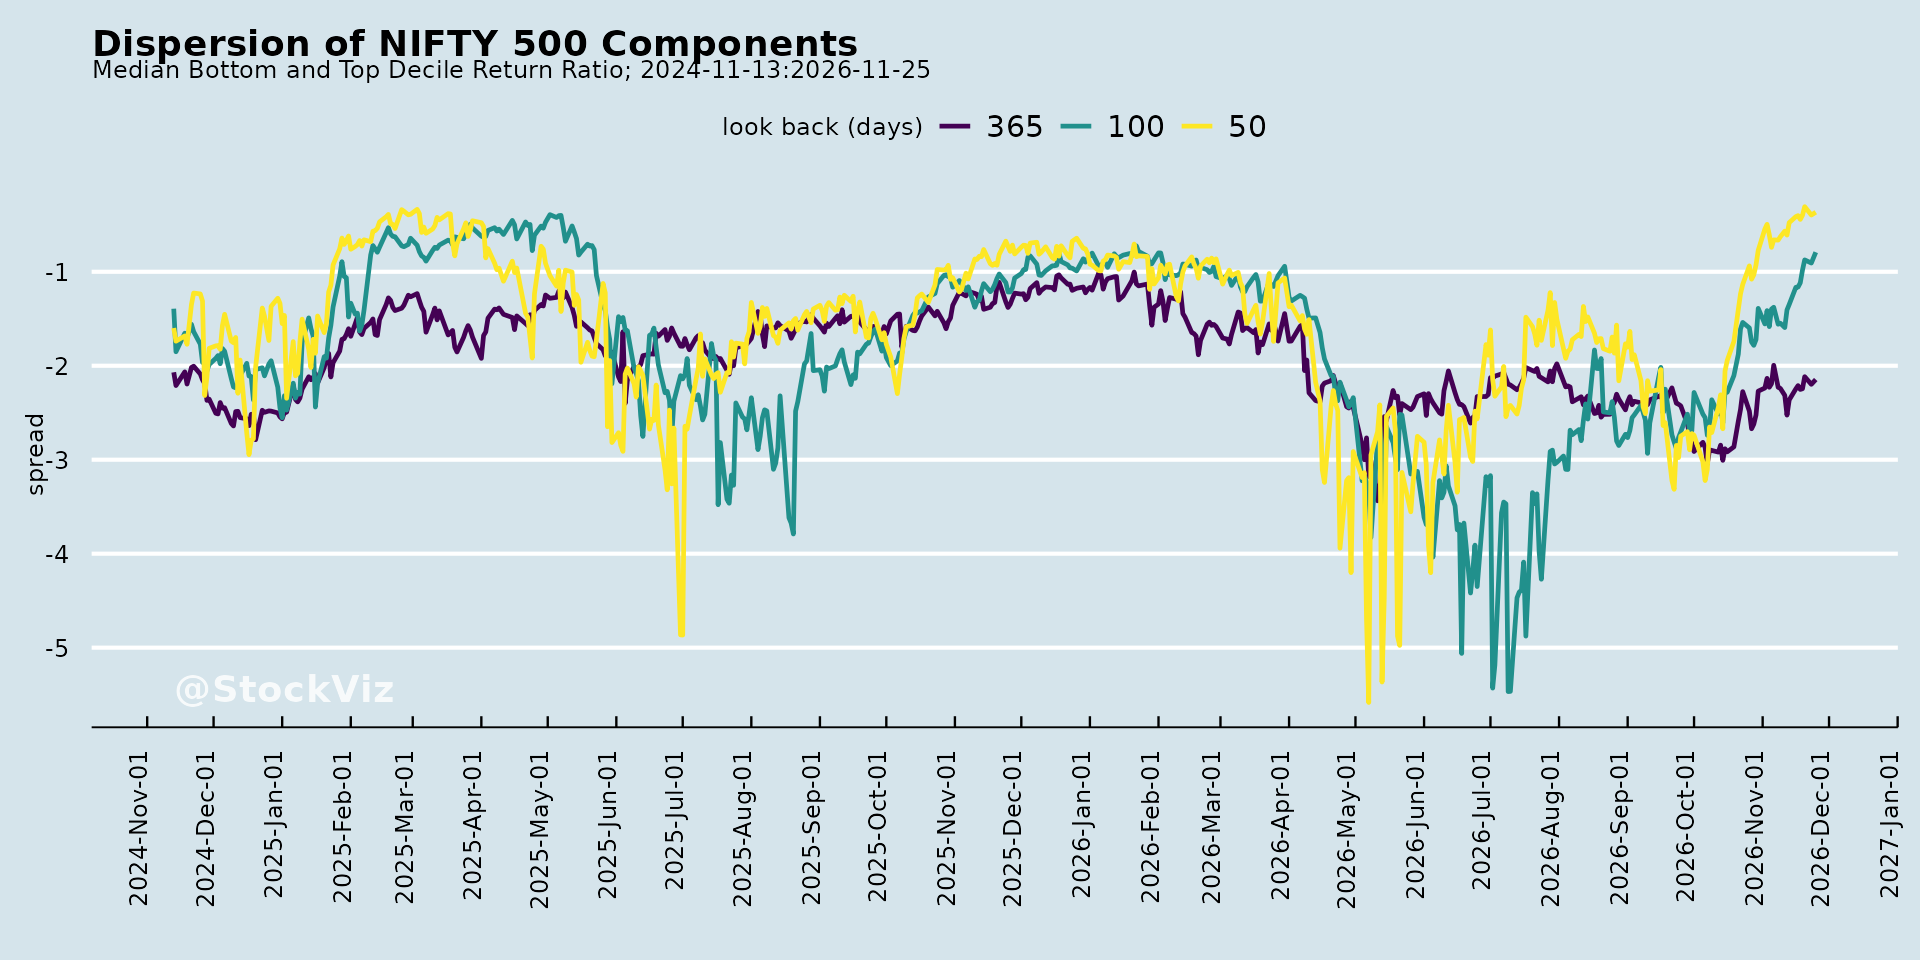 Dispersion of NIFTY 500 Components
Median Bottom and Top Decile Return Ratio; 2024-11-13:2026-11-25
look back (days) 365 100 50
-1
-2
-3
-4
-5
spread
@StockViz
2024-Nov-01
2024-Dec-01
2025-Jan-01
2025-Feb-01
2025-Mar-01
2025-Apr-01
2025-May-01
2025-Jun-01
2025-Jul-01
2025-Aug-01
2025-Sep-01
2025-Oct-01
2025-Nov-01
2025-Dec-01
2026-Jan-01
2026-Feb-01
2026-Mar-01
2026-Apr-01
2026-May-01
2026-Jun-01
2026-Jul-01
2026-Aug-01
2026-Sep-01
2026-Oct-01
2026-Nov-01
2026-Dec-01
2027-Jan-01